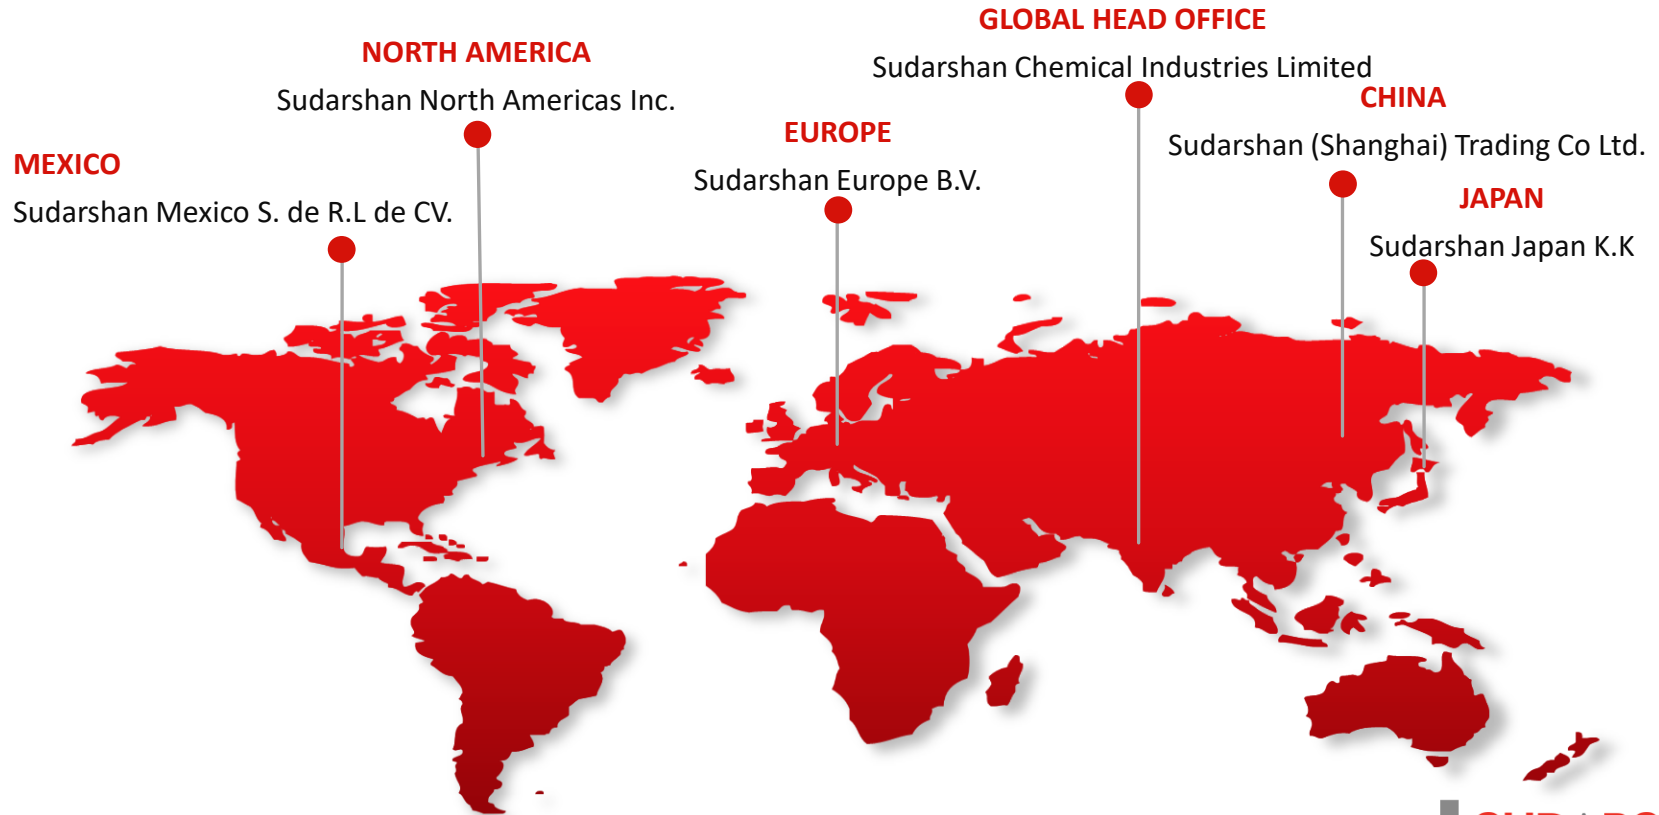 GLOBAL HEAD OFFICE
Sudarshan Chemical Industries Limited
NORTH AMERICA
Sudarshan North Americas Inc.
CHINA
Sudarshan (Shanghai) Trading Co Ltd.
EUROPE
Sudarshan Europe B.V.
MEXICO
Sudarshan Mexico S. de R.L de CV.
JAPAN
Sudarshan Japan K.K